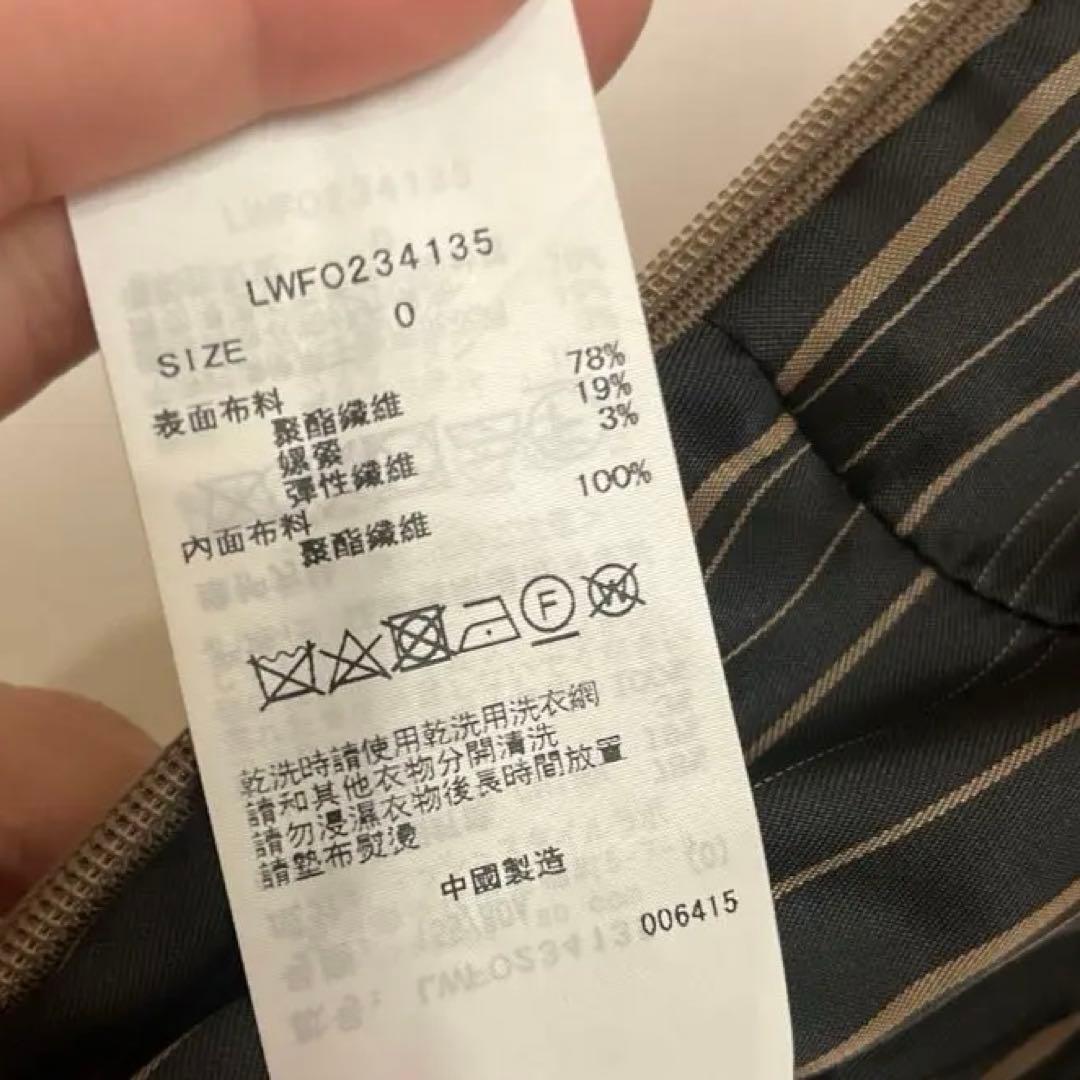 LWFO234135
SIZE 0
表面布料
聚酯纖維 78%
嫘縈 19%
彈性纖維 3%
內面布料
聚酯纖維 100%
F W
乾洗時請使用乾洗用洗衣網
請和其他衣物分開清洗
請勿浸濕衣物後長時間放置
請墊布熨燙
中國製造
006415